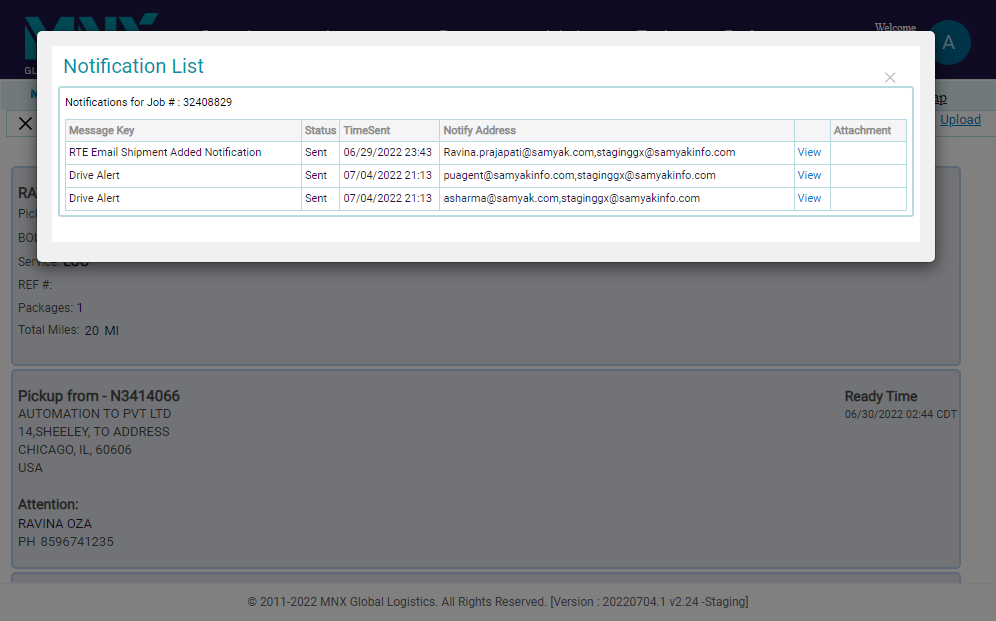 MNX
Welcome
A
Notification List
Notifications for Job # : 32408829
Message Key Status TimeSent Notify Address Attachment
RTE Email Shipment Added Notification Sent 06/29/2022 23:43 Ravina.prajapati@samyak.com,staginggx@samyakinfo.com View
Drive Alert Sent 07/04/2022 21:13 puagent@samyakinfo.com,staginggx@samyakinfo.com View
Drive Alert Sent 07/04/2022 21:13 asharma@samyak.com,staginggx@samyakinfo.com View
Upload
Service:
REF #:
Packages: 1
Total Miles: 20 MI
Pickup from - N3414066
AUTOMATION TO PVT LTD
14,SHEELEY, TO ADDRESS
CHICAGO, IL, 60606
USA
Ready Time
06/30/2022 02:44 CDT
Attention:
RAVINA OZA
PH 8596741235
© 2011-2022 MNX Global Logistics. All Rights Reserved. [Version : 20220704.1 v2.24 -Staging]